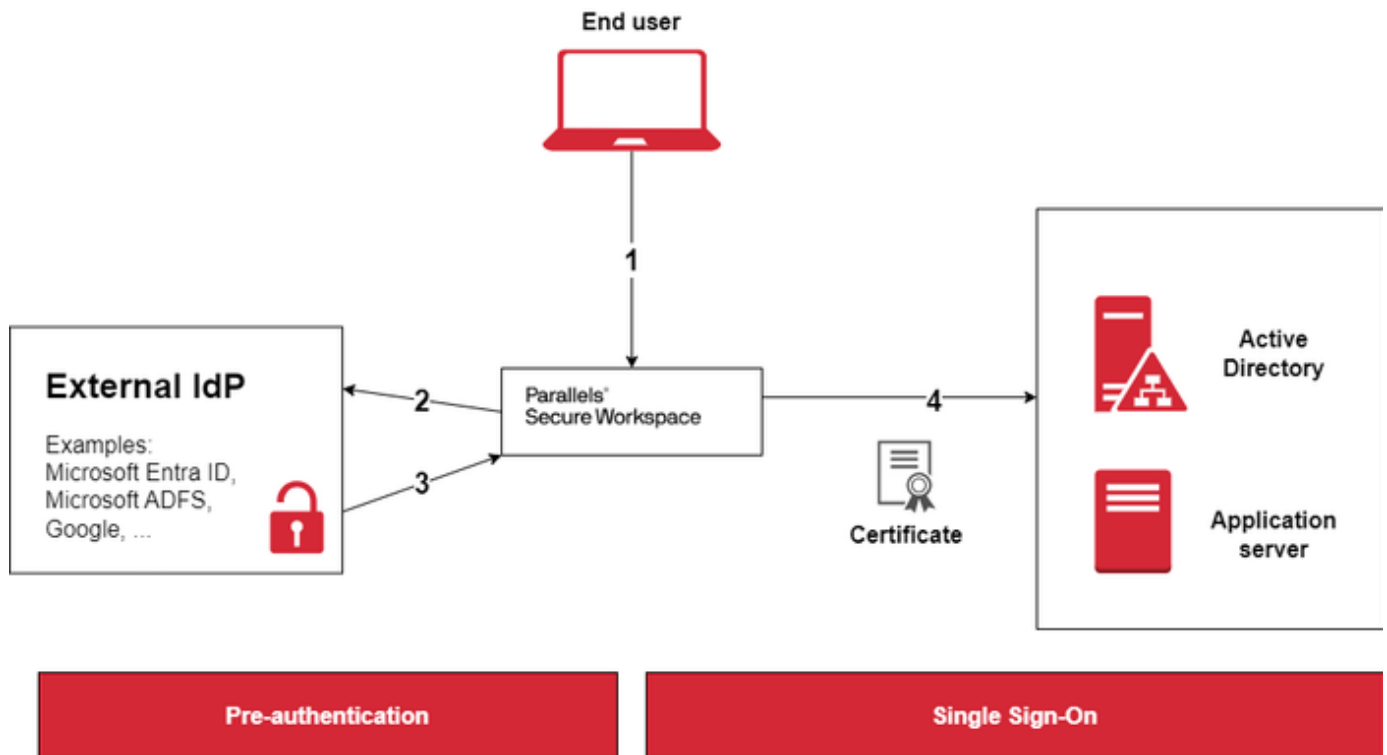 End user
1
External IdP
Examples:
Microsoft Entra ID,
Microsoft ADFS,
Google, ...
2
3
Parallels®
Secure Workspace
4
Certificate
Active
Directory
Application
server
Pre-authentication
Single Sign-On